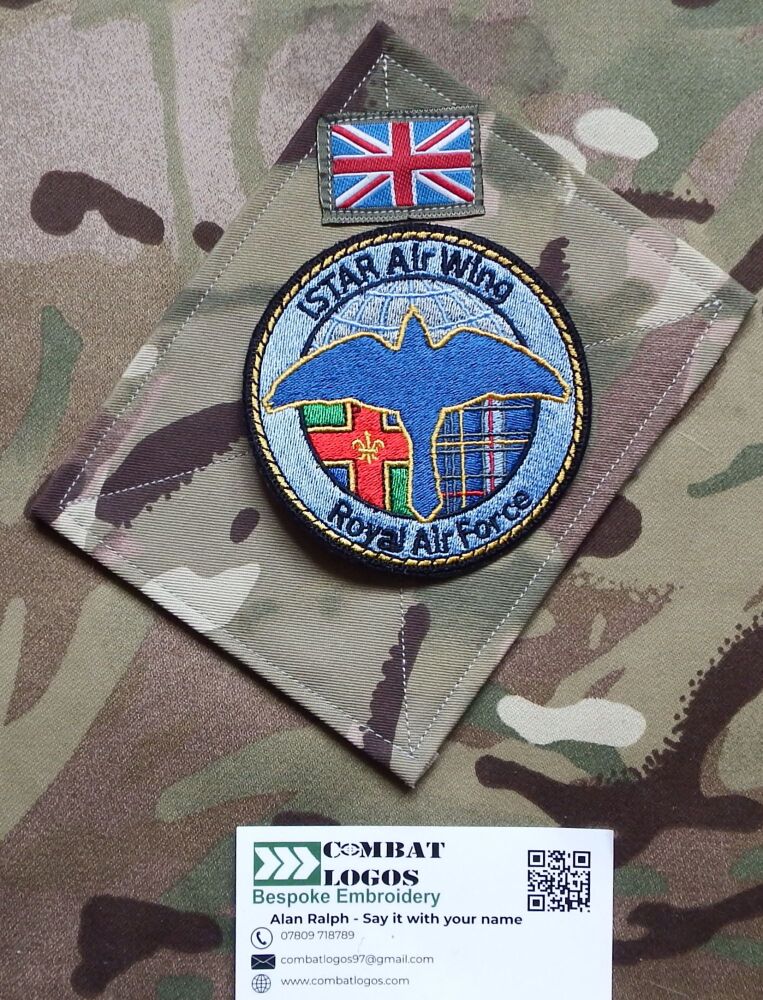 ISTAR Air Wing
Royal Air Force
COMBAT
LOGOS
Bespoke Embroidery
Alan Ralph - Say it with your name
07809 718789
combatlogos97@gmail.com
www.combatlogos.com